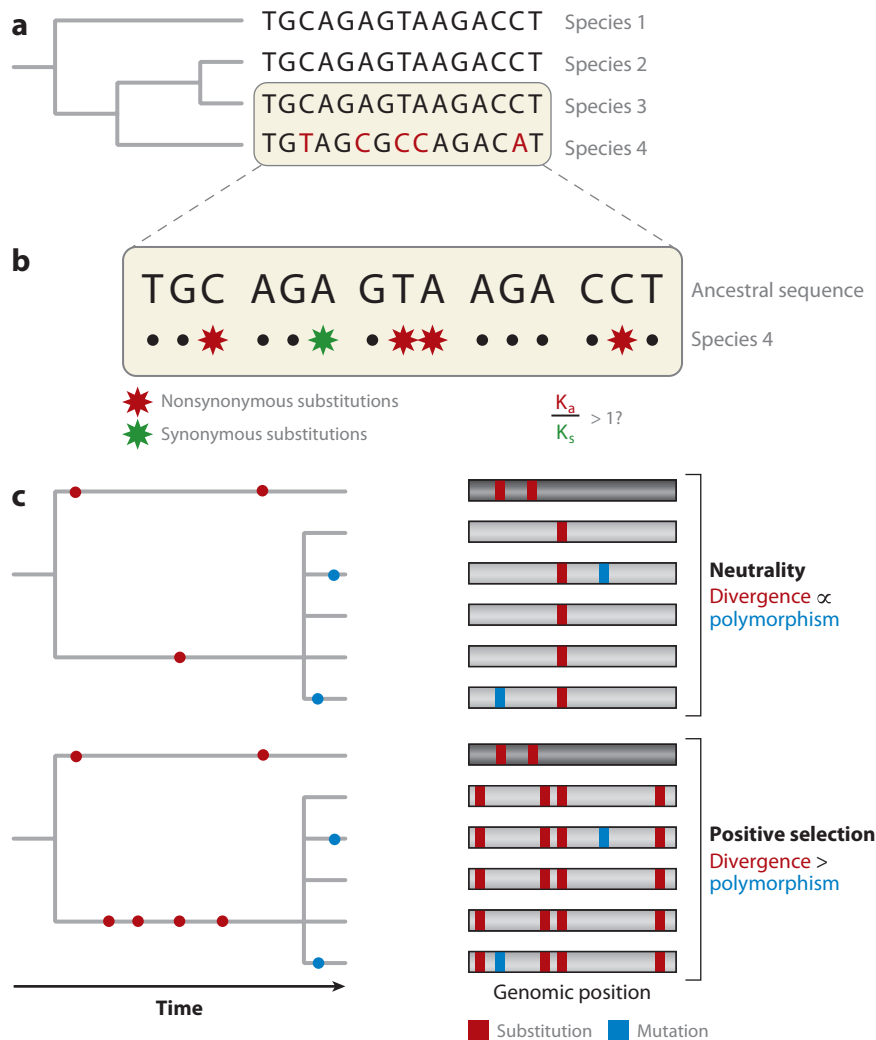 a
TGCAGAGTAAGACCT Species 1
TGCAGAGTAAGACCT Species 2
TGCAGAGTAAGACCT Species 3
TGTAGCGCCAGACAT Species 4
b
TGC AGA GTA AGA CCT Ancestral sequence
Species 4
Nonsynonymous substitutions
Synonymous substitutions
Ka
Ks
> 1?
c
Neutrality
Divergence ∝
polymorphism
Positive selection
Divergence >
polymorphism
Time
Genomic position
Substitution Mutation